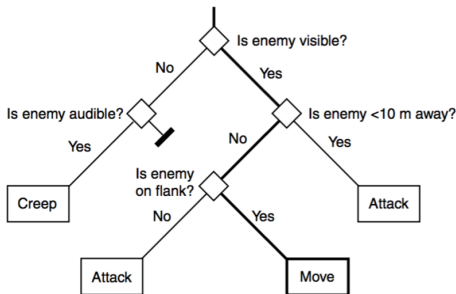 Is enemy visible?
No
Yes
Is enemy audible?
Is enemy <10 m away?
Yes
No
Yes
Is enemy
on flank?
Creep
Attack
No
Yes
Attack
Move